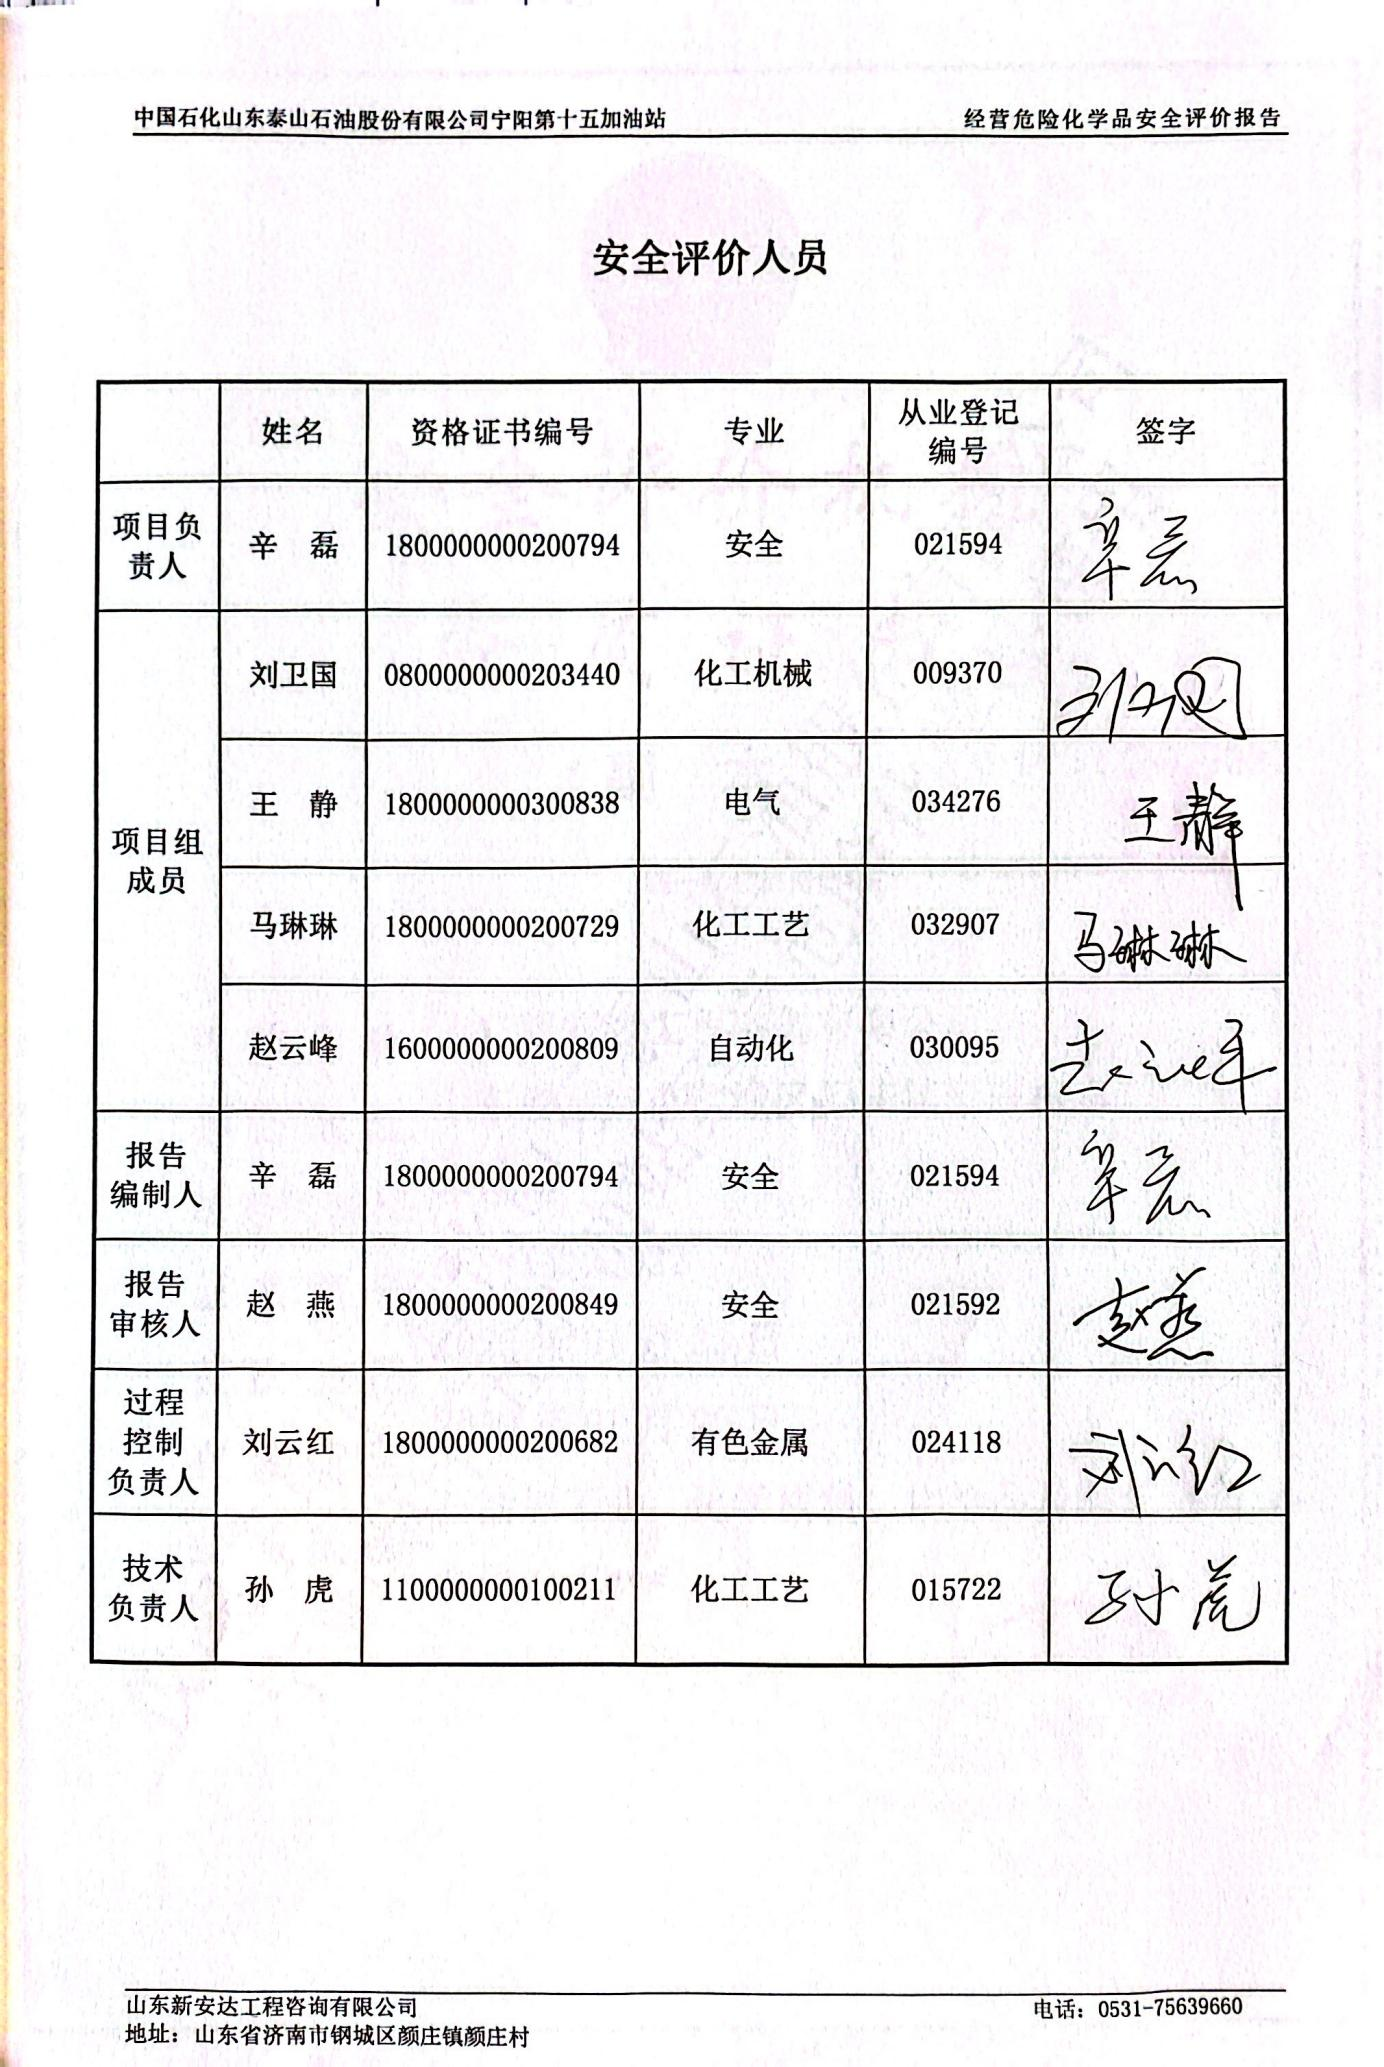 中国石化山东泰山石油股份有限公司宁阳第十五加油站 经营危险化学品安全评价报告
安全评价人员
姓名 资格证书编号 专业 从业登记编号 签字
项目负责人 辛 磊 1800000000200794 安全 021594 辛磊
项目组成员 刘卫国 0800000000203440 化工机械 009370 刘卫国
王 静 1800000000300838 电气 034276 王静
马琳琳 1800000000200729 化工工艺 032907 马琳琳
赵云峰 1600000000200809 自动化 030095 赵云峰
报告编制人 辛 磊 1800000000200794 安全 021594 辛磊
报告审核人 赵 燕 1800000000200849 安全 021592 赵燕
过程控制负责人 刘云红 1800000000200682 有色金属 024118 刘云红
技术负责人 孙 虎 1100000000100211 化工工艺 015722 孙虎
山东新安达工程咨询有限公司 电话：0531-75639660
地址：山东省济南市钢城区颜庄镇颜庄村